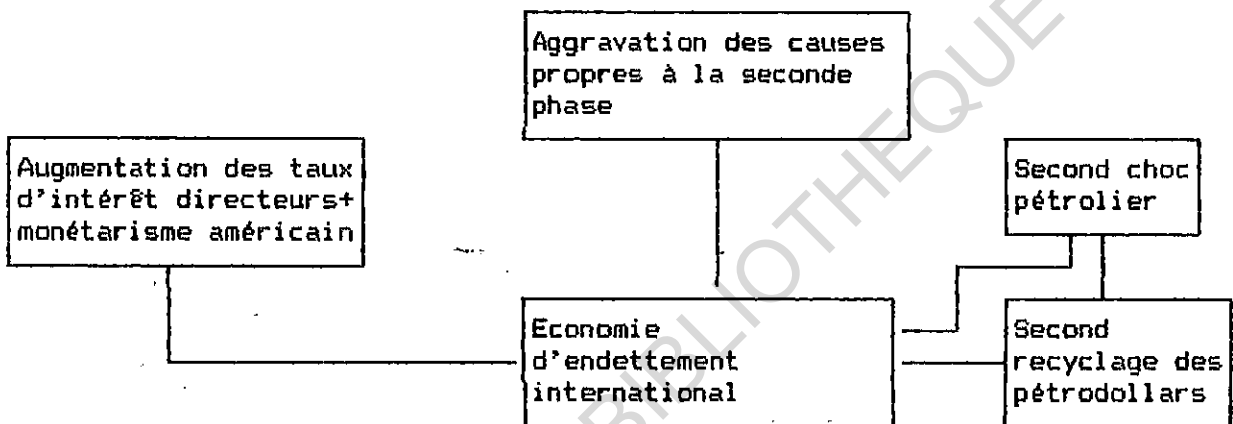 Aggravation des causes
propres à la seconde
phase
Augmentation des taux
d'intérêt directeurs+
monétarisme américain
Second choc
pétrolier
Economie
d'endettement
international
Second
recyclage des
pétrodollars
BIBLIOTHEQUE